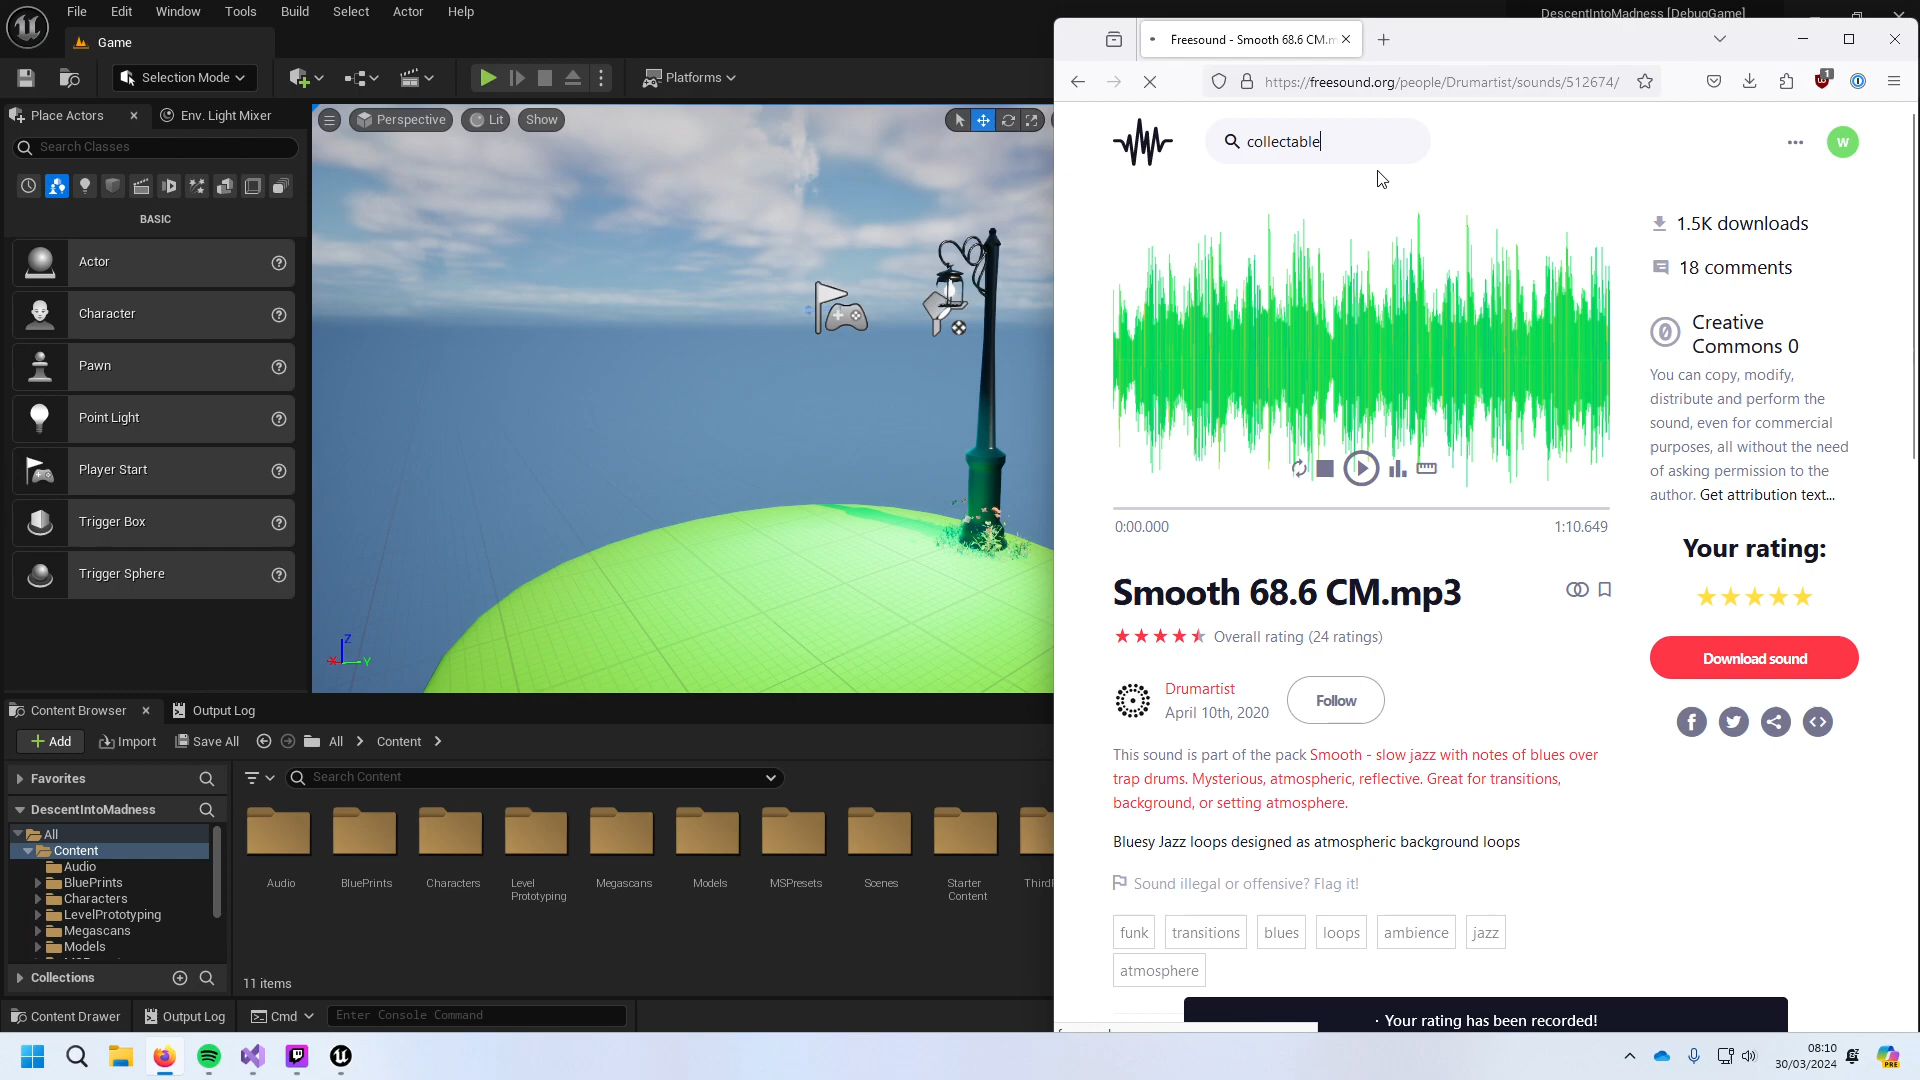 File Edit Window Tools Build Select Actor Help
DescentIntoMadness [DebugGame]
Game
Selection Mode
Platforms
Place Actors
Env. Light Mixer
Search Classes
BASIC
Actor
Character
Pawn
Point Light
Player Start
Trigger Box
Trigger Sphere
Perspective
Lit
Show
Z
X
Y
Content Browser
Output Log
Add
Import
Save All
All
Content
Favorites
DescentIntoMadness
All
Content
Audio
BluePrints
Characters
LevelPrototyping
Megascans
Models
Collections
Search Content
Audio
BluePrints
Characters
Level
Prototyping
Megascans
Models
MSPresets
Scenes
Starter
Content
11 items
Content Drawer
Output Log
Cmd
Enter Console Command
Freesound - Smooth 68.6 CM.m
https://freesound.org/people/Drumartist/sounds/512674/
1
collectable
W
1.5K downloads
18 comments
Creative
Commons 0
You can copy, modify,
distribute and perform the
sound, even for commercial
purposes, all without the need
of asking permission to the
author. Get attribution text...
0:00.000
1:10.649
Your rating:
Download sound
Smooth 68.6 CM.mp3
Overall rating (24 ratings)
Drumartist
April 10th, 2020
Follow
This sound is part of the pack Smooth - slow jazz with notes of blues over
trap drums. Mysterious, atmospheric, reflective. Great for transitions,
background, or setting atmosphere.
Bluesy Jazz loops designed as atmospheric background loops
Sound illegal or offensive? Flag it!
funk
transitions
blues
loops
ambience
jazz
atmosphere
· Your rating has been recorded!
08:10
30/03/2024
PRE